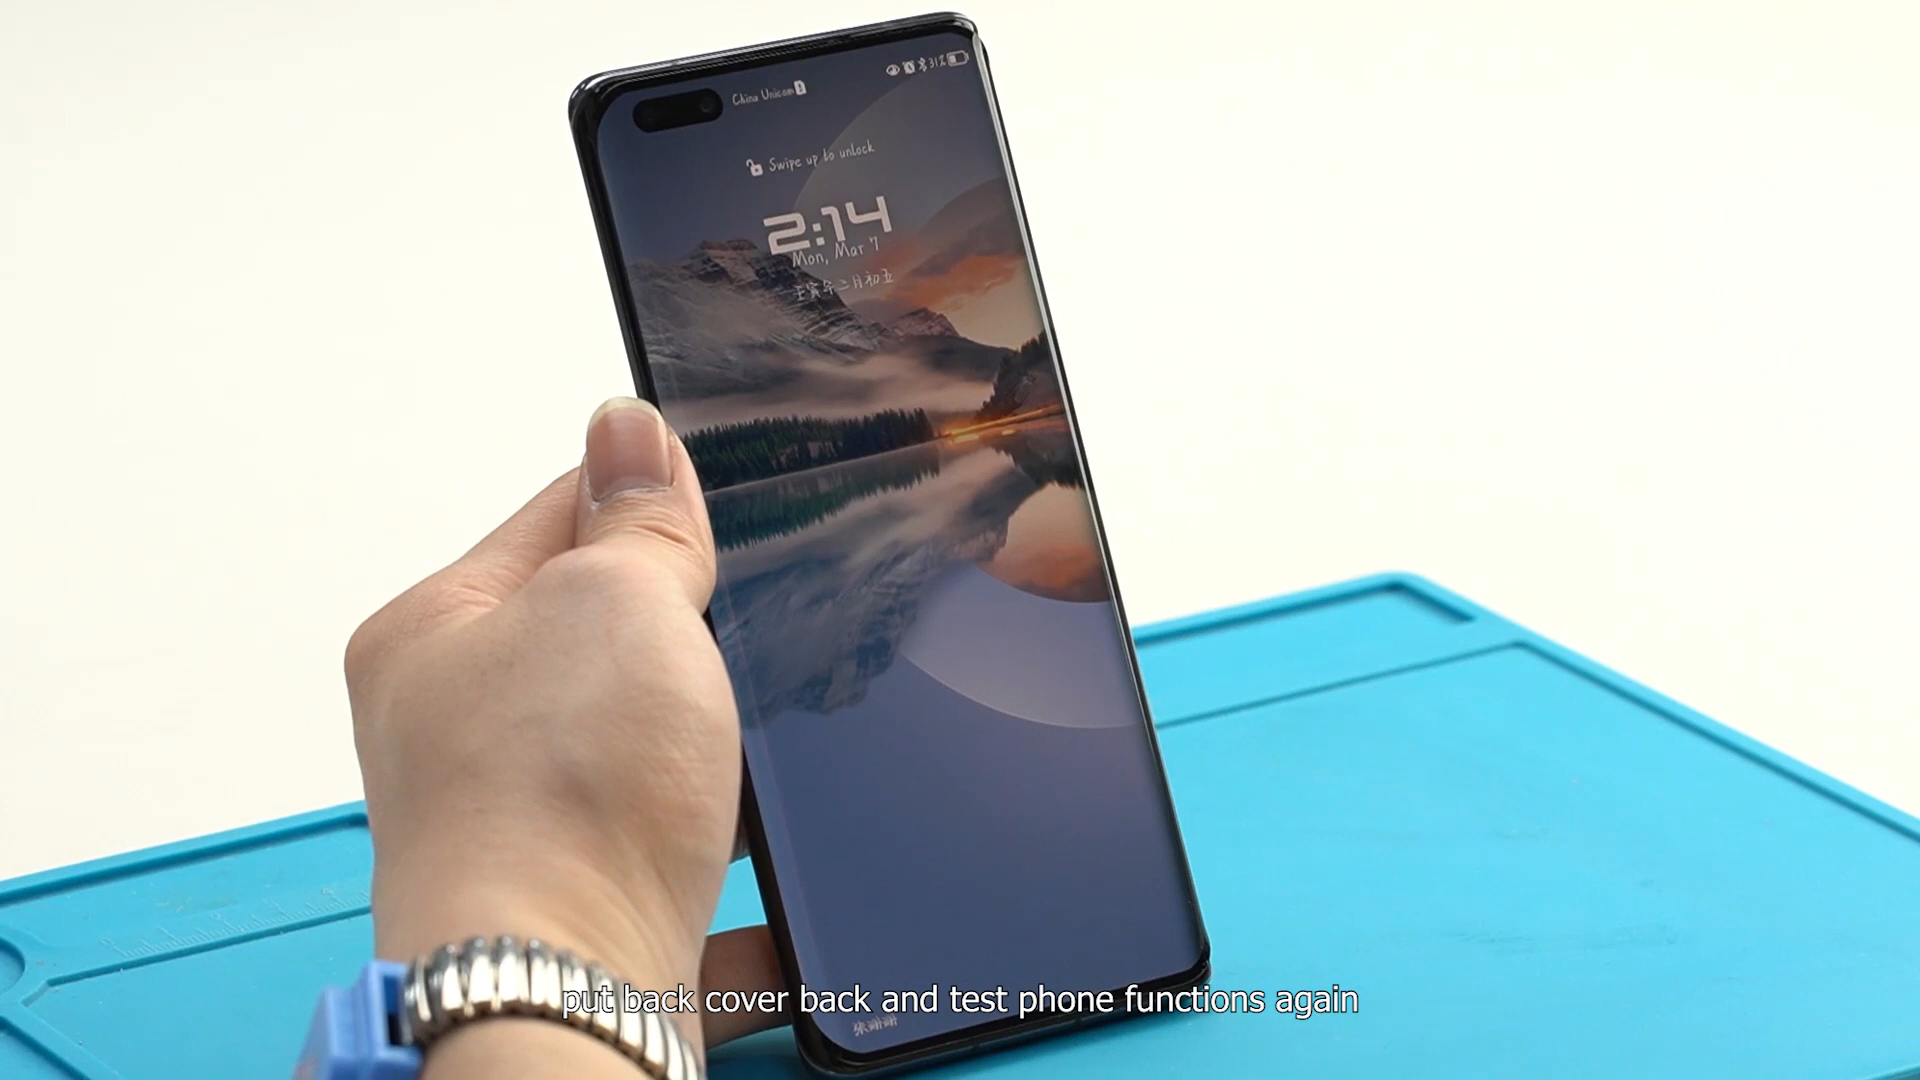 China Unicom
31%
Swipe up to unlock
2:14
Mon, Mar 7
壬寅年二月初五
put back cover back and test phone functions again